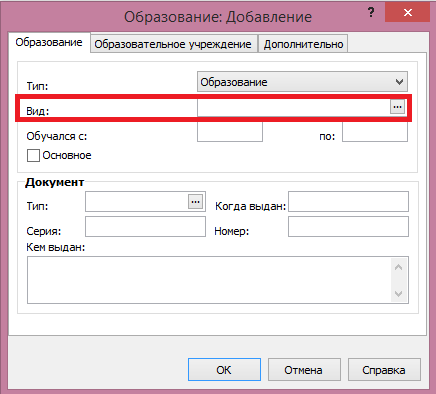 Образование: Добавление ? ×
Образование Образовательное учреждение Дополнительно
Тип: Образование
Вид: ...
Обучался с: по:
Основное
Документ
Тип: ... Когда выдан:
Серия: Номер:
Кем выдан:
ОК Отмена Справка